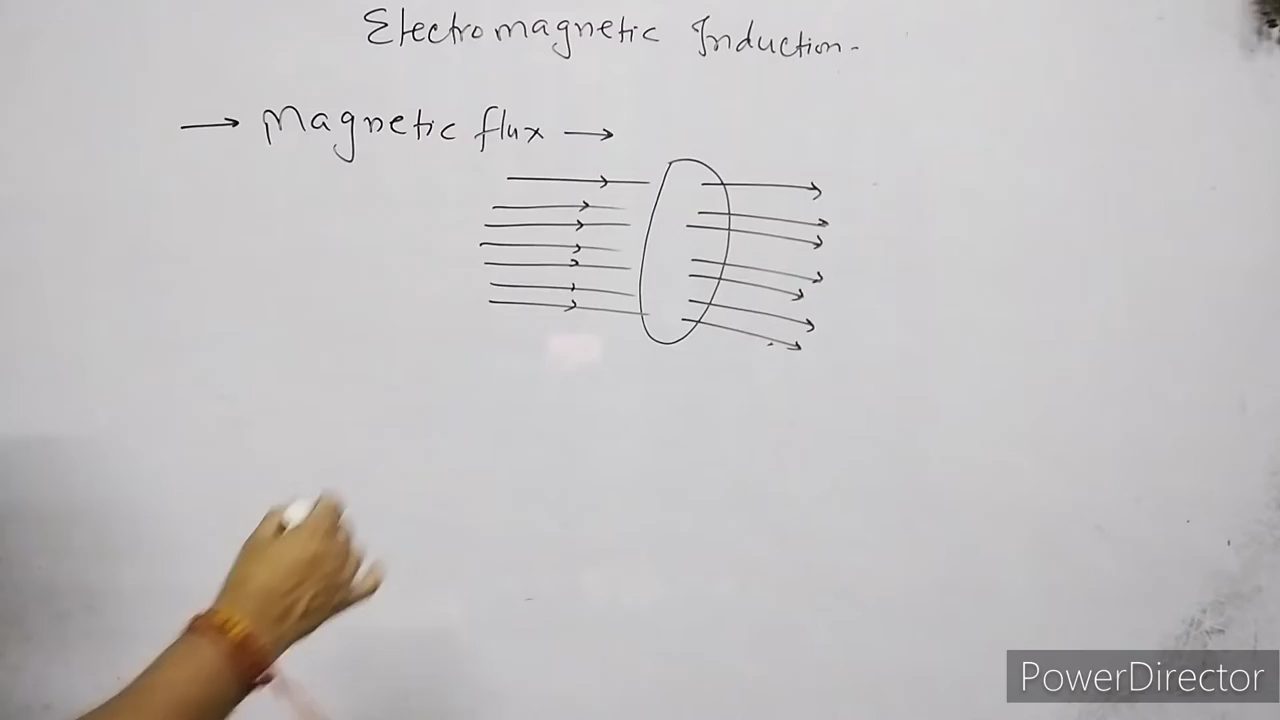 Electromagnetic Induction-
→ Magnetic flux →
PowerDirector